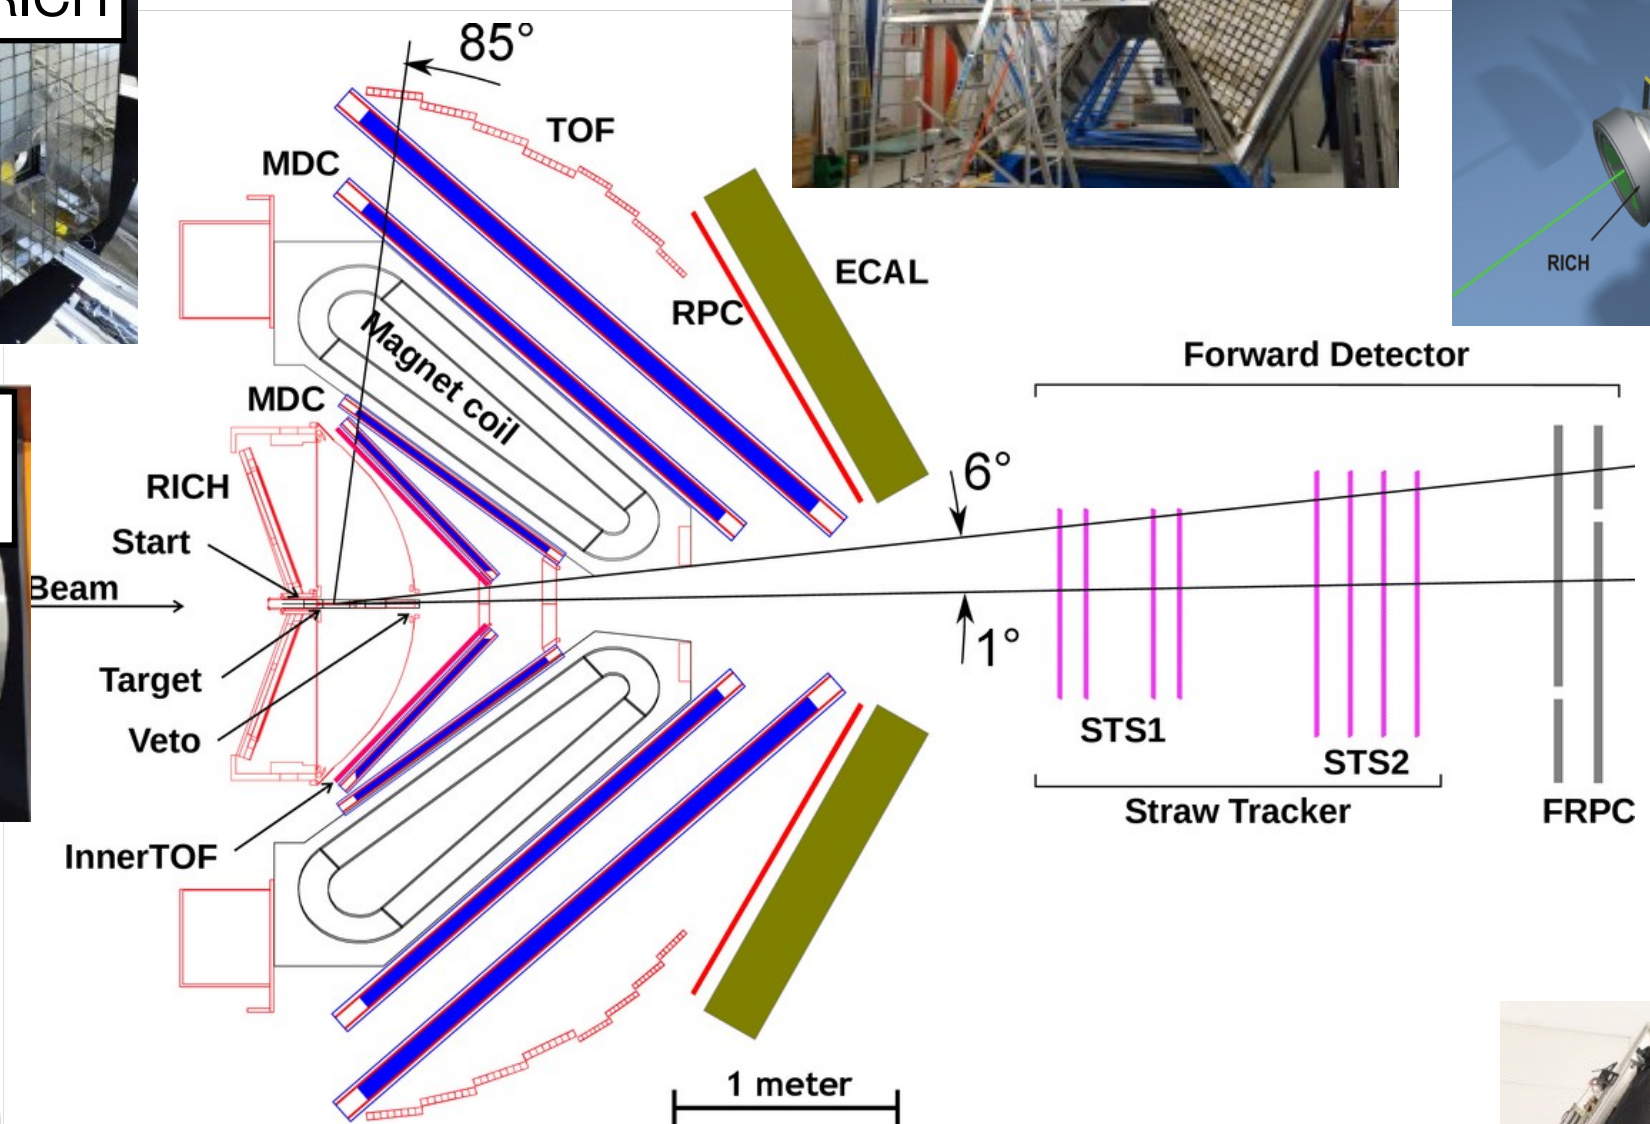 RICH
85°
TOF
MDC
ECAL
RPC
Magnet coil
RICH
Forward Detector
MDC
6°
RICH
Start
Beam
1°
Target
STS1
Veto
STS2
Straw Tracker
FRPC
InnerTOF
1 meter